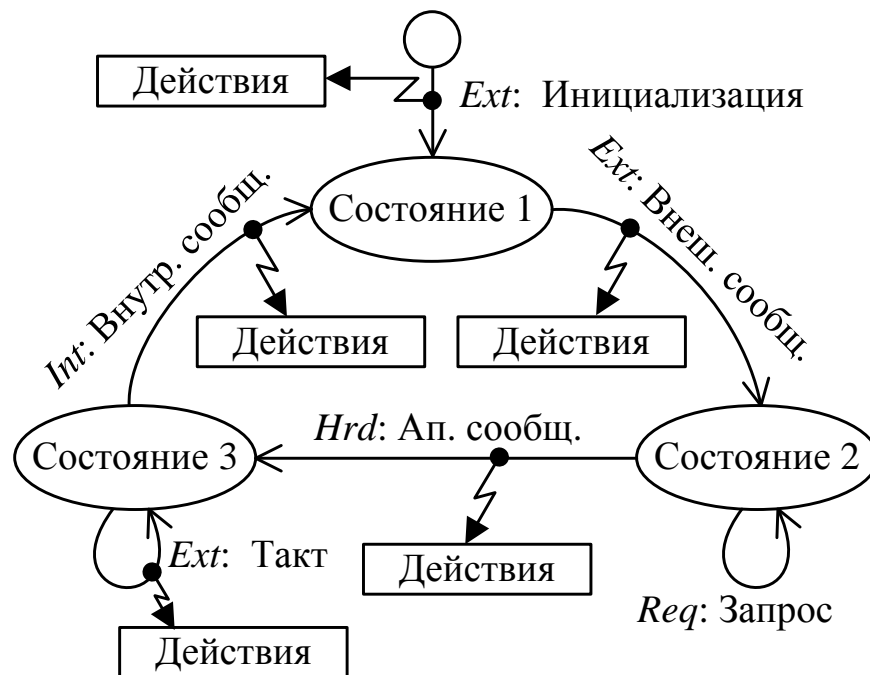 Действия
Ext: Инициализация
Состояние 1
Ext: Внеш. сообщ.
Int: Внутр. сообщ.
Действия
Действия
Hrd: Ап. сообщ.
Состояние 3
Состояние 2
Ext: Такт
Действия
Req: Запрос
Действия